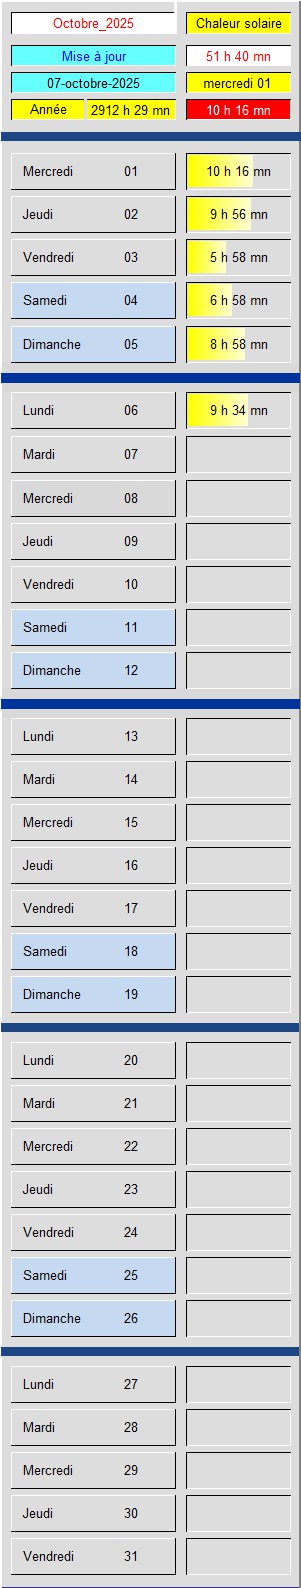 Octobre_2025 Chaleur solaire
Mise à jour 51 h 40 mn
07-octobre-2025 mercredi 01
Année 2912 h 29 mn 10 h 16 mn
Mercredi 01 10 h 16 mn
Jeudi 02 9 h 56 mn
Vendredi 03 5 h 58 mn
Samedi 04 6 h 58 mn
Dimanche 05 8 h 58 mn
Lundi 06 9 h 34 mn
Mardi 07
Mercredi 08
Jeudi 09
Vendredi 10
Samedi 11
Dimanche 12
Lundi 13
Mardi 14
Mercredi 15
Jeudi 16
Vendredi 17
Samedi 18
Dimanche 19
Lundi 20
Mardi 21
Mercredi 22
Jeudi 23
Vendredi 24
Samedi 25
Dimanche 26
Lundi 27
Mardi 28
Mercredi 29
Jeudi 30
Vendredi 31